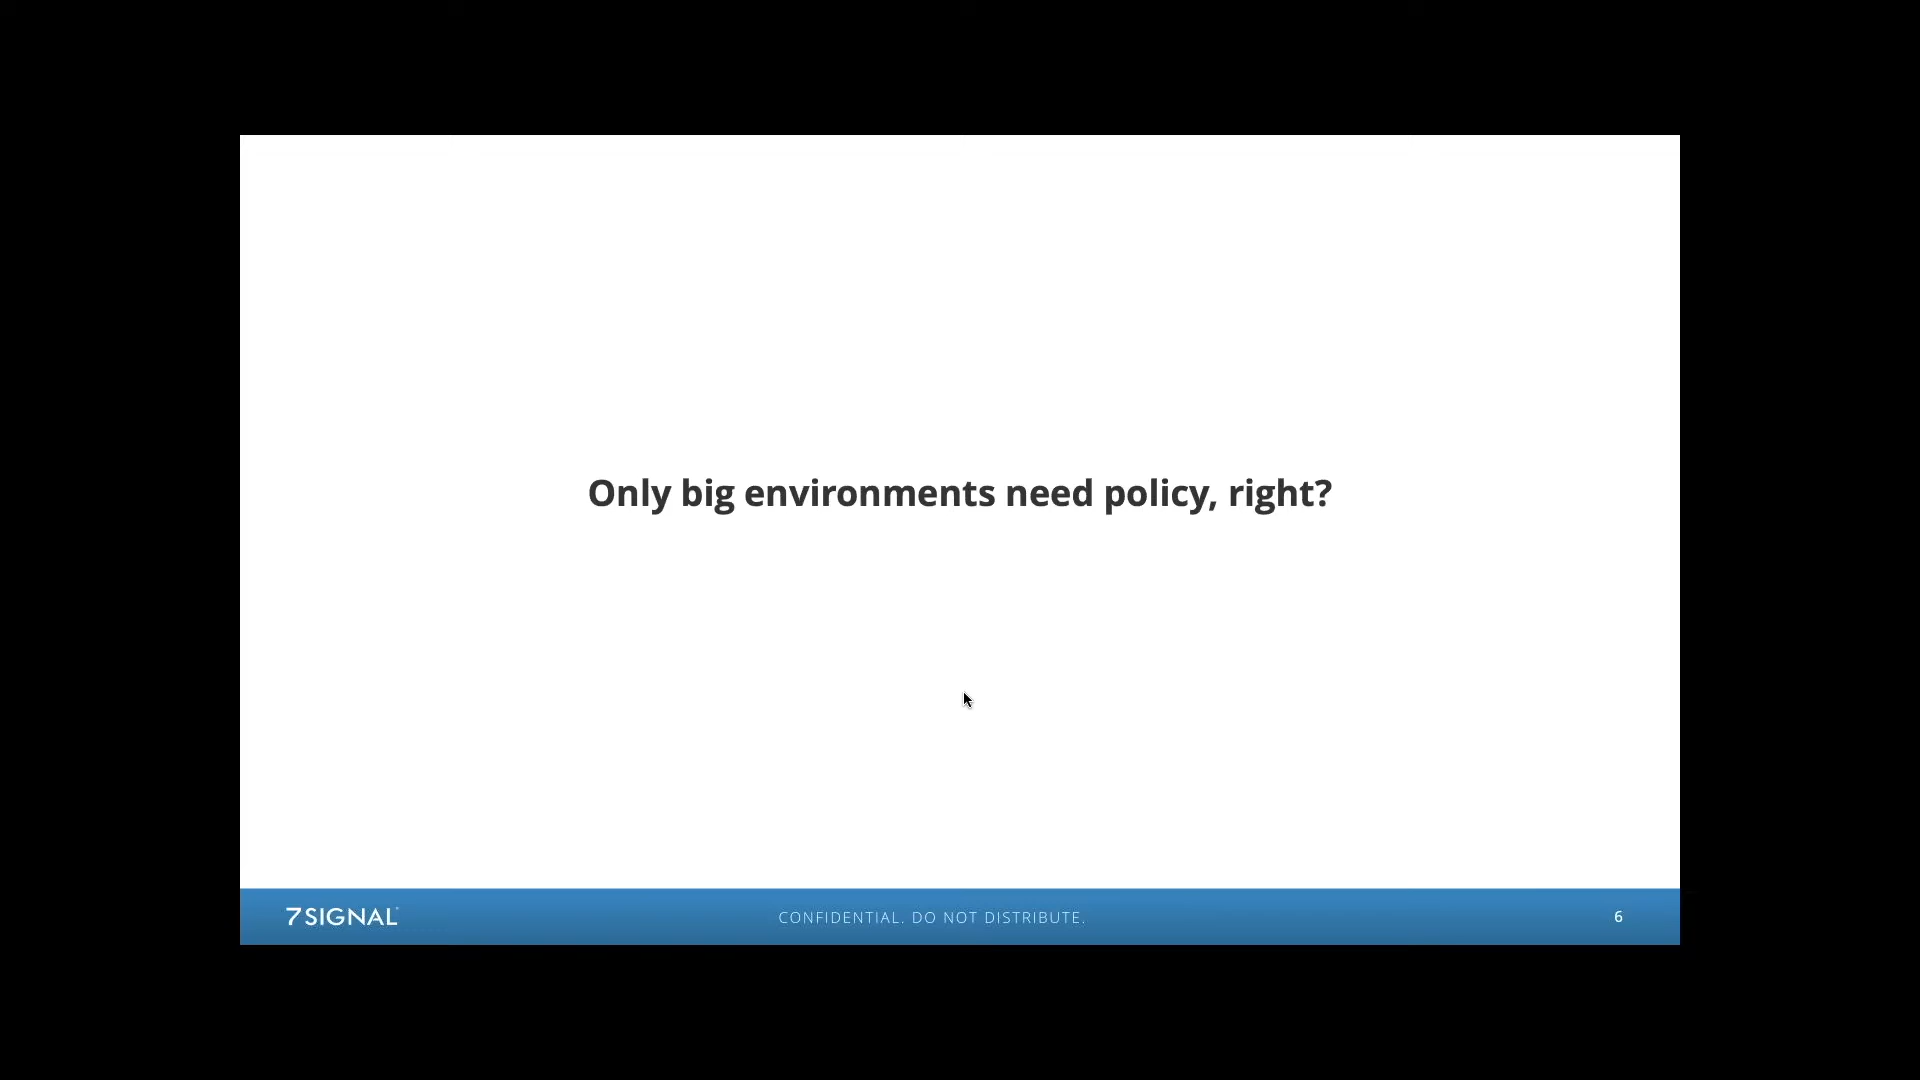 Only big environments need policy, right?
7SIGNAL
CONFIDENTIAL. DO NOT DISTRIBUTE.
6